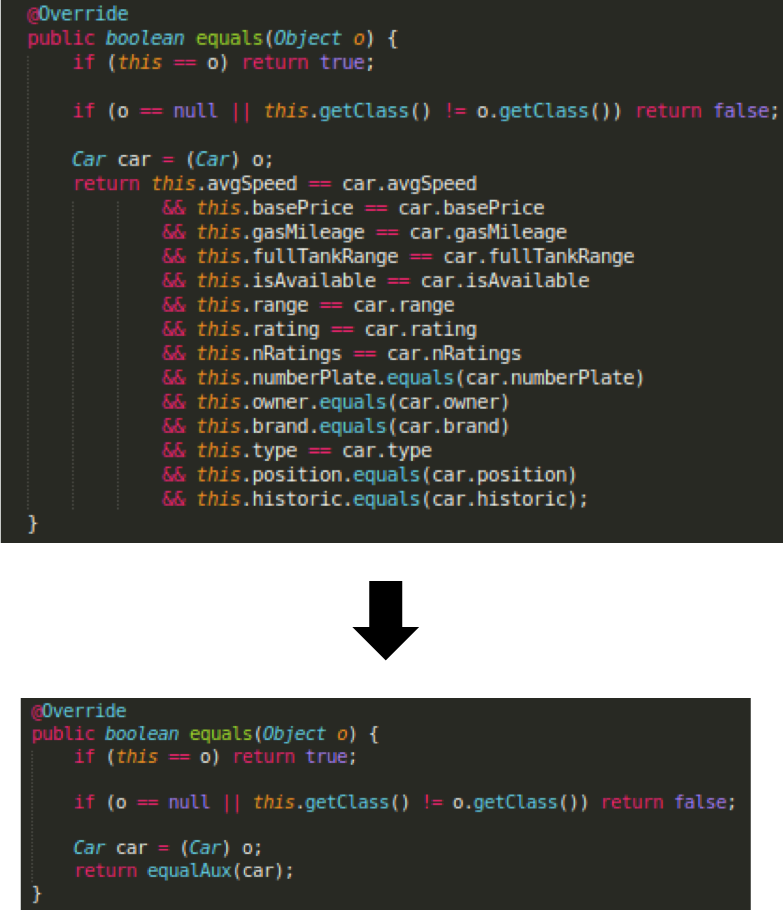 @Override
public boolean equals(Object o) {
if (this == o) return true;
if (o == null || this.getClass() != o.getClass()) return false;
Car car = (Car) o;
return this.avgSpeed == car.avgSpeed
&& this.basePrice == car.basePrice
&& this.gasMileage == car.gasMileage
&& this.fullTankRange == car.fullTankRange
&& this.isAvailable == car.isAvailable
&& this.range == car.range
&& this.rating == car.rating
&& this.nRatings == car.nRatings
&& this.numberPlate.equals(car.numberPlate)
&& this.owner.equals(car.owner)
&& this.brand.equals(car.brand)
&& this.type == car.type
&& this.position.equals(car.position)
&& this.historic.equals(car.historic);
}
@Override
public boolean equals(Object o) {
if (this == o) return true;
if (o == null || this.getClass() != o.getClass()) return false;
Car car = (Car) o;
return equalAux(car);
}